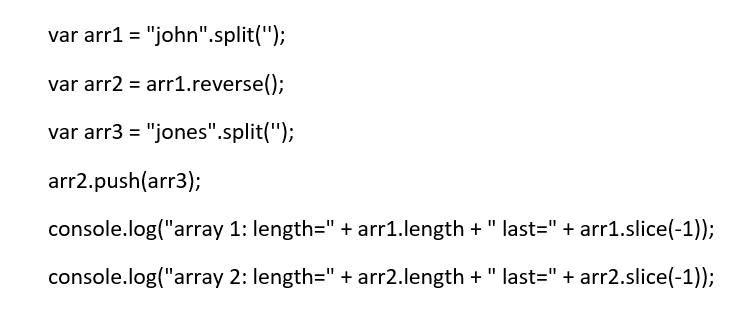 var arr1 = "john".split('');
var arr2 = arr1.reverse();
var arr3 = "jones".split('');
arr2.push(arr3);
console.log("array 1: length=" + arr1.length + " last=" + arr1.slice(-1));
console.log("array 2: length=" + arr2.length + " last=" + arr2.slice(-1));